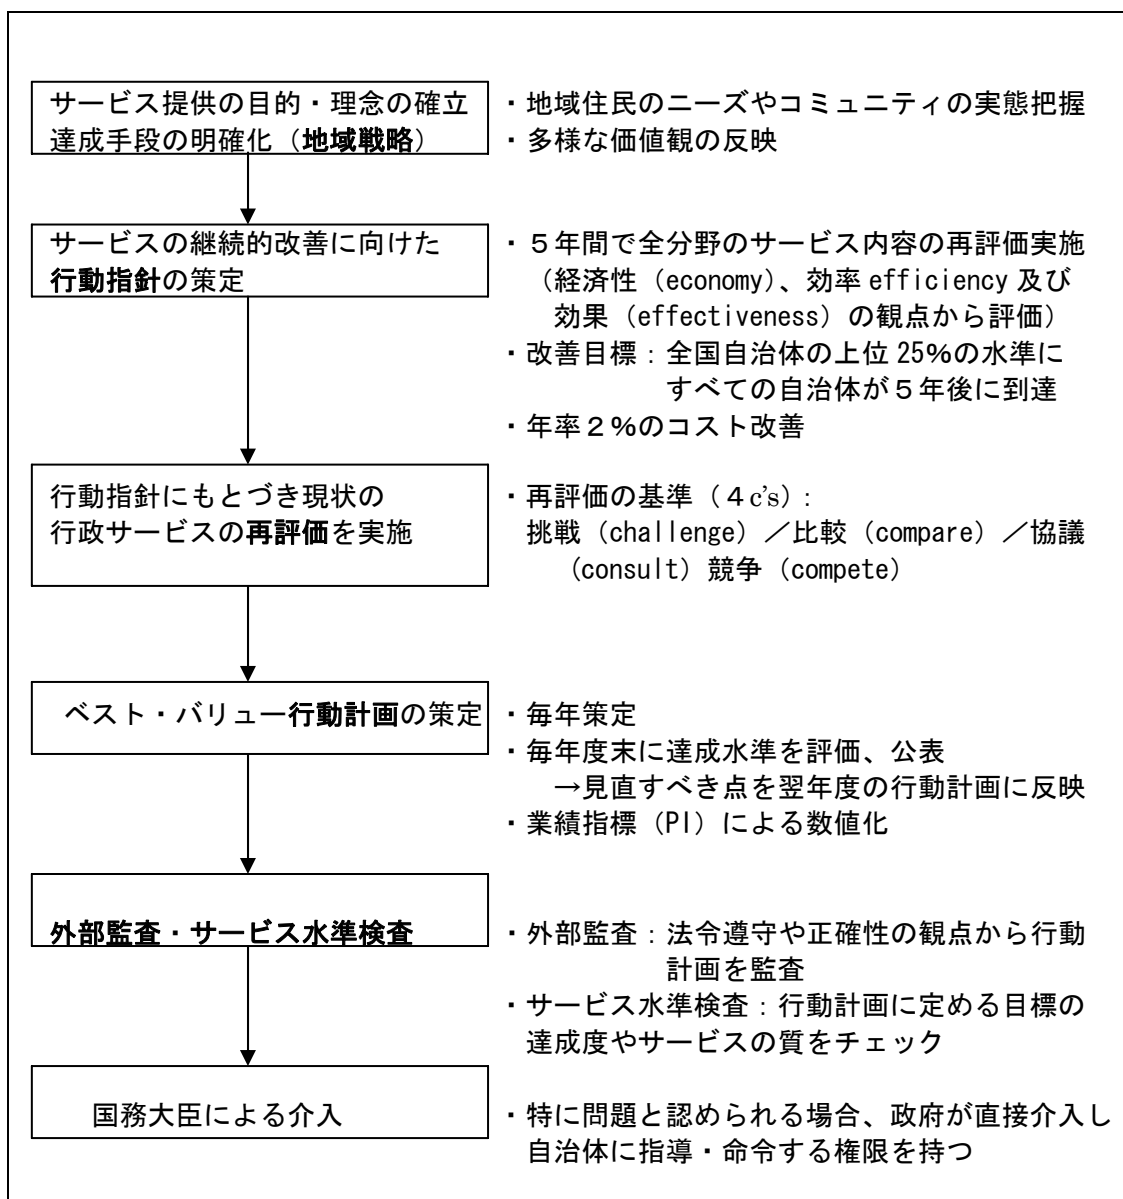 サービス提供の目的・理念の確立
達成手段の明確化（地域戦略）
・地域住民のニーズやコミュニティの実態把握
・多様な価値観の反映
サービスの継続的改善に向けた
行動指針の策定
・５年間で全分野のサービス内容の再評価実施
（経済性（economy）、効率 efficiency 及び
効果（effectiveness）の観点から評価）
・改善目標：全国自治体の上位 25％の水準に
すべての自治体が５年後に到達
・年率２％のコスト改善
行動指針にもとづき現状の
行政サービスの再評価を実施
・再評価の基準（４c's）：
挑戦（challenge）／比較（compare）／協議
（consult）競争（compete）
ベスト・バリュー行動計画の策定
・毎年策定
・毎年度末に達成水準を評価、公表
→見直すべき点を翌年度の行動計画に反映
・業績指標（PI）による数値化
外部監査・サービス水準検査
・外部監査：法令遵守や正確性の観点から行動
計画を監査
・サービス水準検査：行動計画に定める目標の
達成度やサービスの質をチェック
国務大臣による介入
・特に問題と認められる場合、政府が直接介入し
自治体に指導・命令する権限を持つ